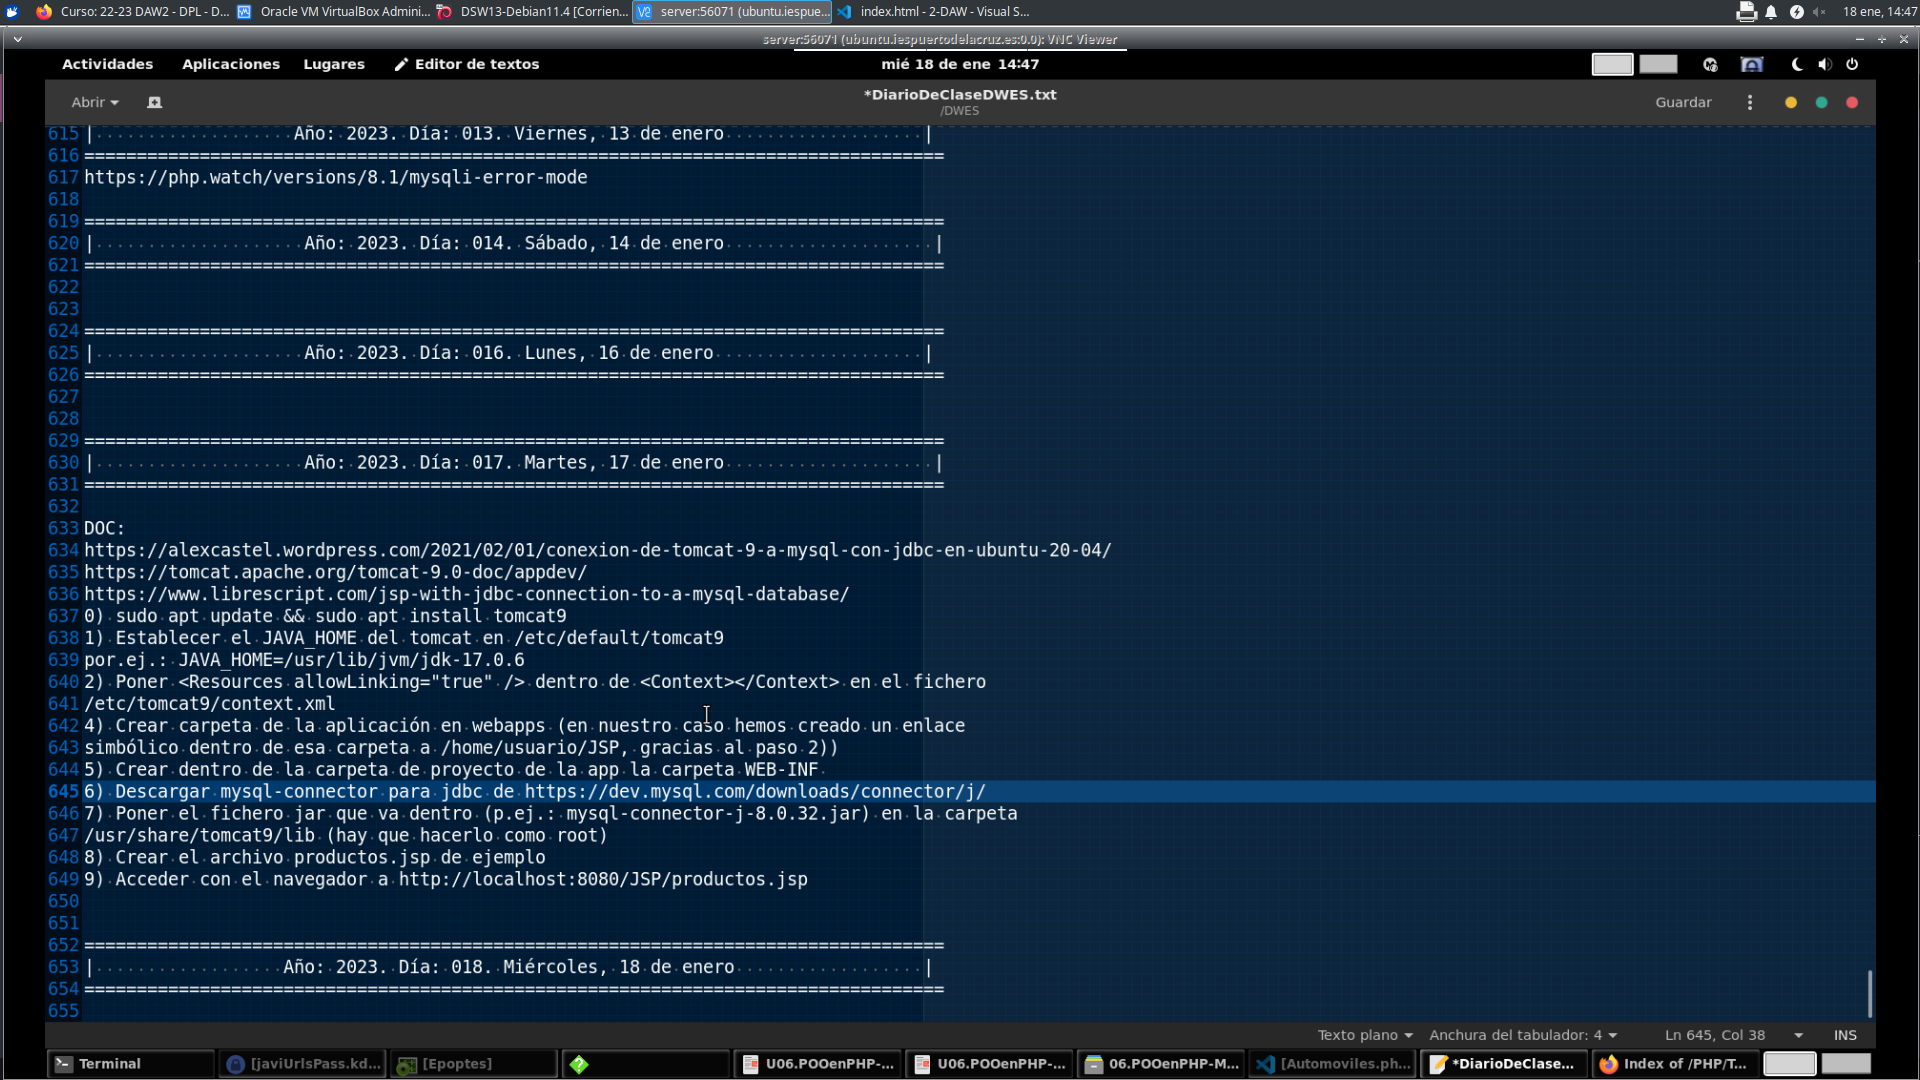 Curso: 22-23 DAW2 - DPL - D...
Oracle VM VirtualBox Admini...
DSW13-Debian11.4 [Corrien...
server:56071 (ubuntu.iespue...
index.html - 2-DAW - Visual S...
18 ene, 14:47
server:56071 (ubuntu.iespuertodelacruz.es:0.0): VNC Viewer
Actividades Aplicaciones Lugares Editor de textos
mié 18 de ene 14:47
Abrir
*DiarioDeClaseDWES.txt
/DWES
Guardar
615 | Año: 2023. Día: 013. Viernes, 13 de enero |
616 ==================================================================================
617 https://php.watch/versions/8.1/mysqli-error-mode
618
619 ==================================================================================
620 | Año: 2023. Día: 014. Sábado, 14 de enero |
621 ==================================================================================
622
623
624 ==================================================================================
625 | Año: 2023. Día: 016. Lunes, 16 de enero |
626 ==================================================================================
627
628
629 ==================================================================================
630 | Año: 2023. Día: 017. Martes, 17 de enero |
631 ==================================================================================
632
633 DOC:
634 https://alexcastel.wordpress.com/2021/02/01/conexion-de-tomcat-9-a-mysql-con-jdbc-en-ubuntu-20-04/
635 https://tomcat.apache.org/tomcat-9.0-doc/appdev/
636 https://www.librescript.com/jsp-with-jdbc-connection-to-a-mysql-database/
637 0) sudo apt update && sudo apt install tomcat9
638 1) Establecer el JAVA_HOME del tomcat en /etc/default/tomcat9
639 por.ej.: JAVA_HOME=/usr/lib/jvm/jdk-17.0.6
640 2) Poner <Resources allowLinking="true" /> dentro de <Context></Context> en el fichero
641 /etc/tomcat9/context.xml
642 4) Crear carpeta de la aplicación en webapps (en nuestro caso hemos creado un enlace
643 simbólico dentro de esa carpeta a /home/usuario/JSP, gracias al paso 2))
644 5) Crear dentro de la carpeta de proyecto de la app la carpeta WEB-INF
645 6) Descargar mysql-connector para jdbc de https://dev.mysql.com/downloads/connector/j/
646 7) Poner el fichero jar que va dentro (p.ej.: mysql-connector-j-8.0.32.jar) en la carpeta
647 /usr/share/tomcat9/lib (hay que hacerlo como root)
648 8) Crear el archivo productos.jsp de ejemplo
649 9) Acceder con el navegador a http://localhost:8080/JSP/productos.jsp
650
651
652 ==================================================================================
653 | Año: 2023. Día: 018. Miércoles, 18 de enero |
654 ==================================================================================
655
Texto plano Anchura del tabulador: 4 Ln 645, Col 38 INS
Terminal
[javiUrlsPass.kd...
[Epoptes]
U06.POOenPHP-...
U06.POOenPHP-...
06.POOenPHP-M...
[Automoviles.ph...
*DiarioDeClase...
Index of /PHP/T...